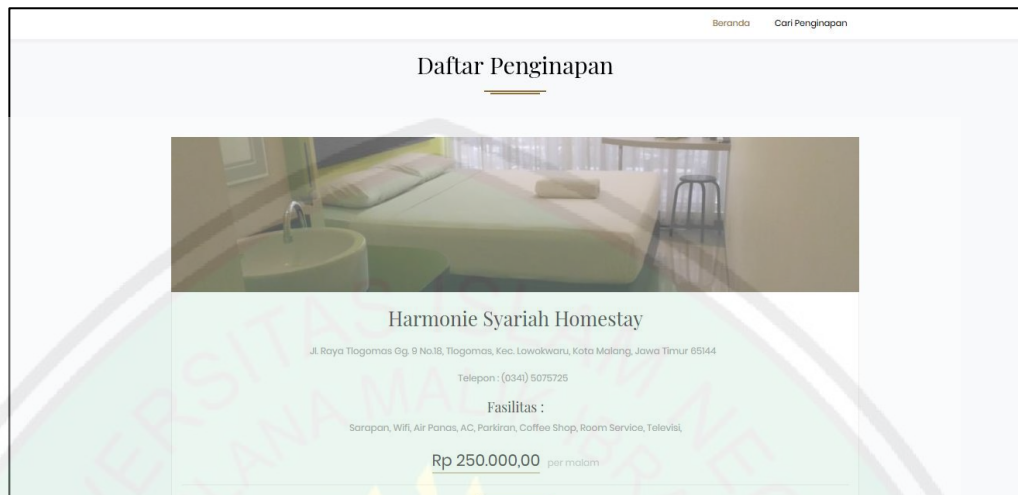 Beranda Cari Penginapan
Daftar Penginapan
Harmonie Syariah Homestay
Jl. Raya Tlogomas Gg. 9 No.18, Tlogomas, Kec. Lowokwaru, Kota Malang, Jawa Timur 65144
Telepon : (0341) 5075725
Fasilitas :
Sarapan, Wifi, Air Panas, AC, Parkiran, Coffee Shop, Room Service, Televisi,
Rp 250.000,00 per malam